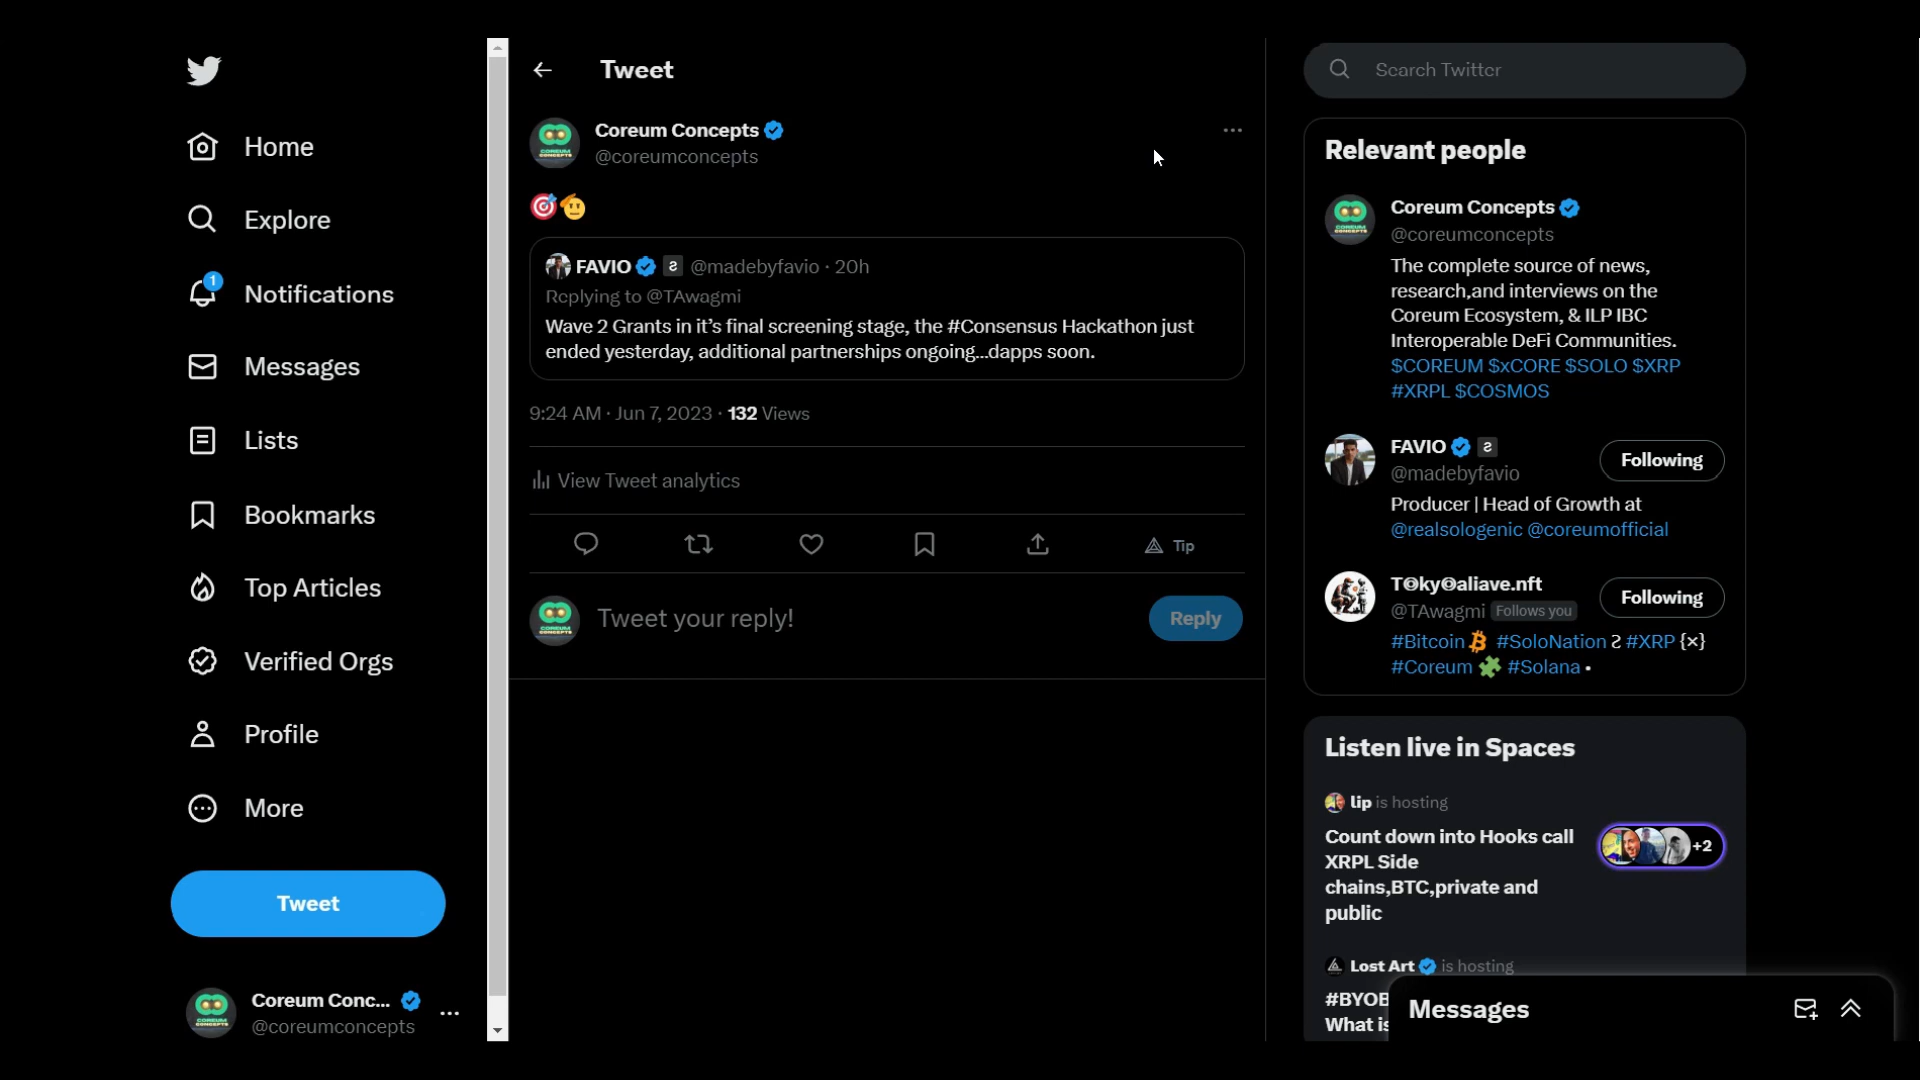 Home
Explore
1
Notifications
Messages
Lists
Bookmarks
Top Articles
Verified Orgs
Profile
More
Tweet
Coreum Conc...
@coreumconcepts
Tweet
Coreum Concepts
@coreumconcepts
🎯🫡
FAVIO @madebyfavio · 20h
Replying to @TAwagmi
Wave 2 Grants in it's final screening stage, the #Consensus Hackathon just
ended yesterday, additional partnerships ongoing...dapps soon.
9:24 AM · Jun 7, 2023 · 132 Views
View Tweet analytics
Tip
Tweet your reply!
Reply
Search Twitter
Relevant people
Coreum Concepts
@coreumconcepts
The complete source of news,
research,and interviews on the
Coreum Ecosystem, & ILP IBC
Interoperable DeFi Communities.
$COREUM $xCORE $SOLO $XRP
#XRPL $COSMOS
FAVIO
@madebyfavio
Following
Producer | Head of Growth at
@realsologenic @coreumofficial
TꙨkyꙨaliave.nft
@TAwagmi Follows you
Following
#Bitcoin #SoloNation Ƨ #XRP {×}
#Coreum 🧩 #Solana •
Listen live in Spaces
lip is hosting
Count down into Hooks call
XRPL Side
chains,BTC,private and
public
+2
Lost Art is hosting
#BYOB
What is
Messages